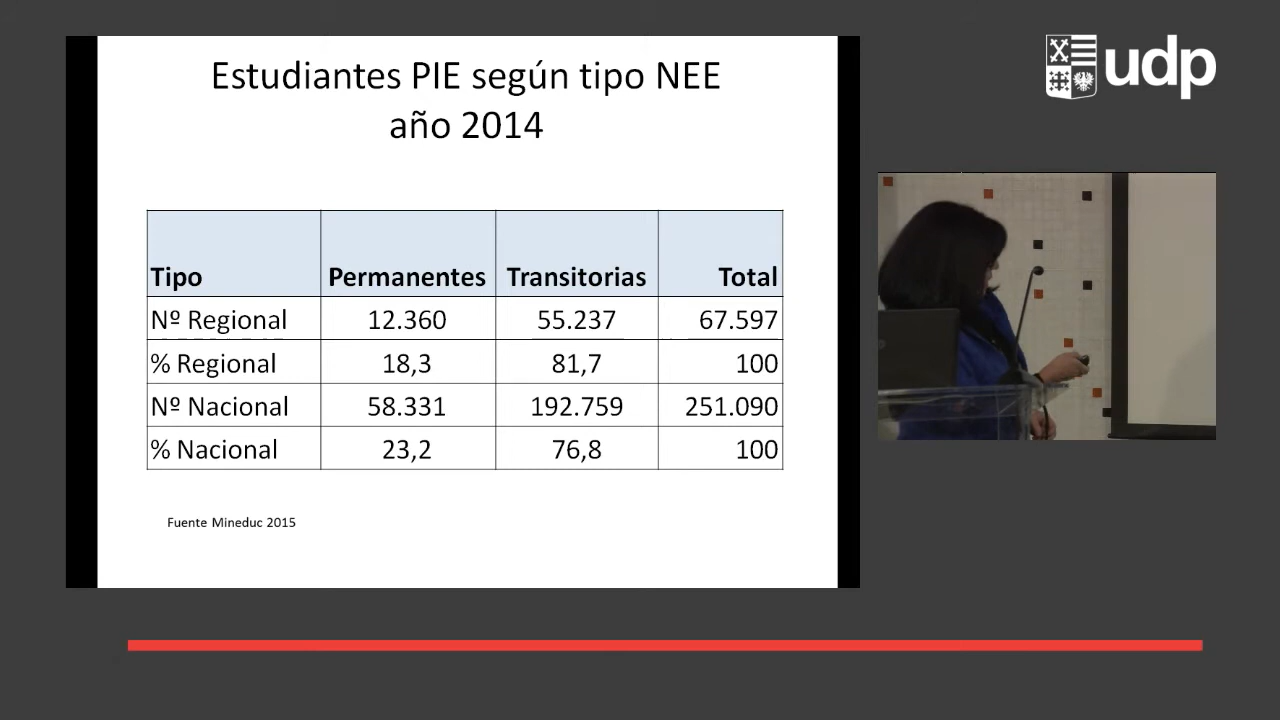 Estudiantes PIE según tipo NEE
año 2014
Tipo Permanentes Transitorias Total
Nº Regional 12.360 55.237 67.597
% Regional 18,3 81,7 100
Nº Nacional 58.331 192.759 251.090
% Nacional 23,2 76,8 100
Fuente Mineduc 2015
udp